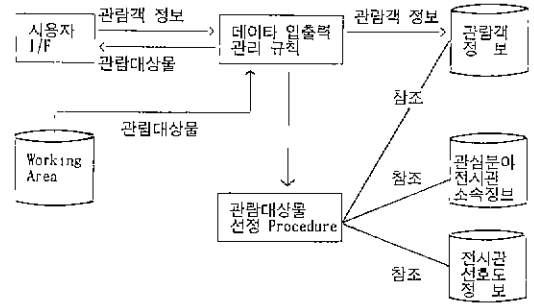 관람객 정보
관람객 정보
사용자
I/F
데이타 입출력
관리 규칙
관람객
정 보
관람대상물
참조
관람대상물
Working
Area
참조
관심분야
전시관
소속정보
관람대상물
선정 Procedure
참조
전시관
선호도
정 보